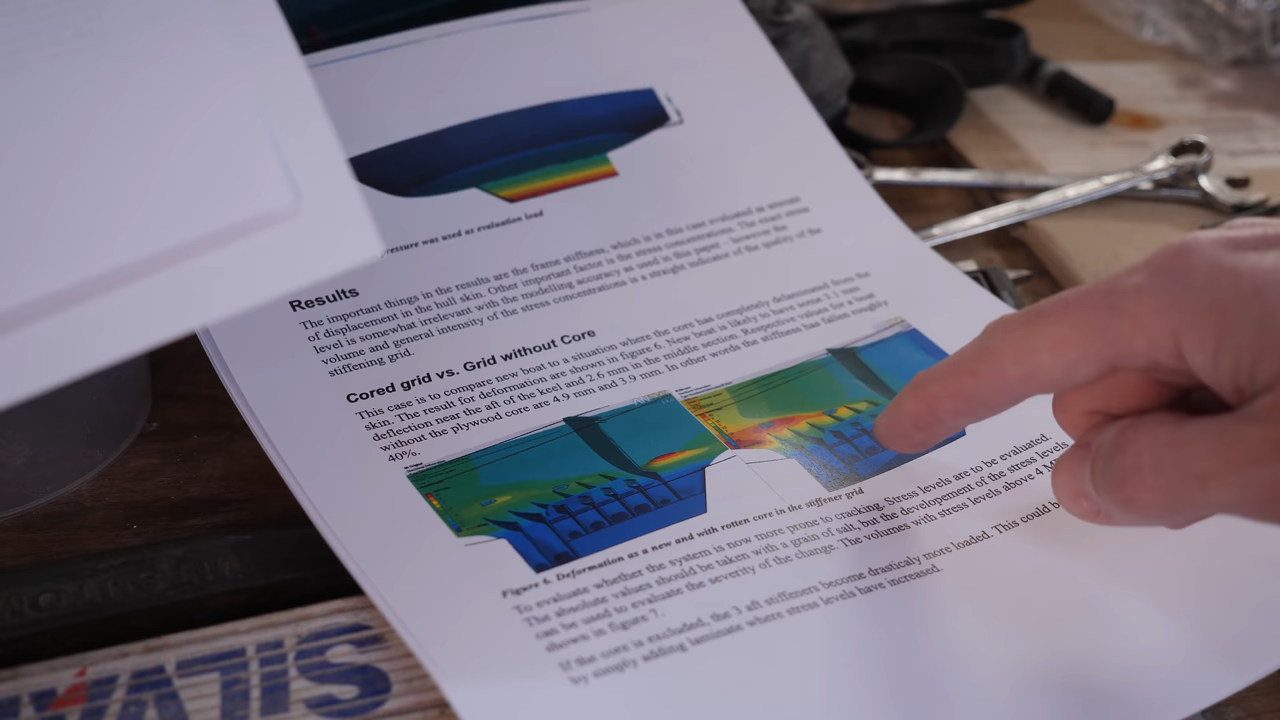 ressure was used as evaluation load
Results
The important things in the results are the frame stiffness, which is in this case evaluated as amount
of displacement in the hull skin. Other important factor is the stress concentrations. The exact stress
level is somewhat irrelevant with the modelling accuracy as used in this paper – however the
volume and general intensity of the stress concentrations is a straight indicator of the quality of the
stiffening grid.
Cored grid vs. Grid without Core
This case is to compare new boat to a situation where the core has completely delaminated from the
skin. The result for deformation are shown in figure 6. New boat is likely to have some 1.1 mm
deflection near the aft of the keel and 2.6 mm in the middle section. Respective values for a boat
without the plywood core are 4.9 mm and 3.9 mm. In other words the stiffness has fallen roughly
40%.
Figure 6. Deformation as a new and with rotten core in the stiffener grid
To evaluate whether the system is now more prone to cracking, Stress levels are to be evaluated.
The absolute values should be taken with a grain of salt, but the development of the stress levels
can be used to evaluate the severity of the change. The volumes with stress levels above 4 M
shown in figure 7.
If the core is excluded, the 3 aft stiffeners become drasticaly more loaded. This could b
by simply adding laminate where stress levels have increased.
SILVA